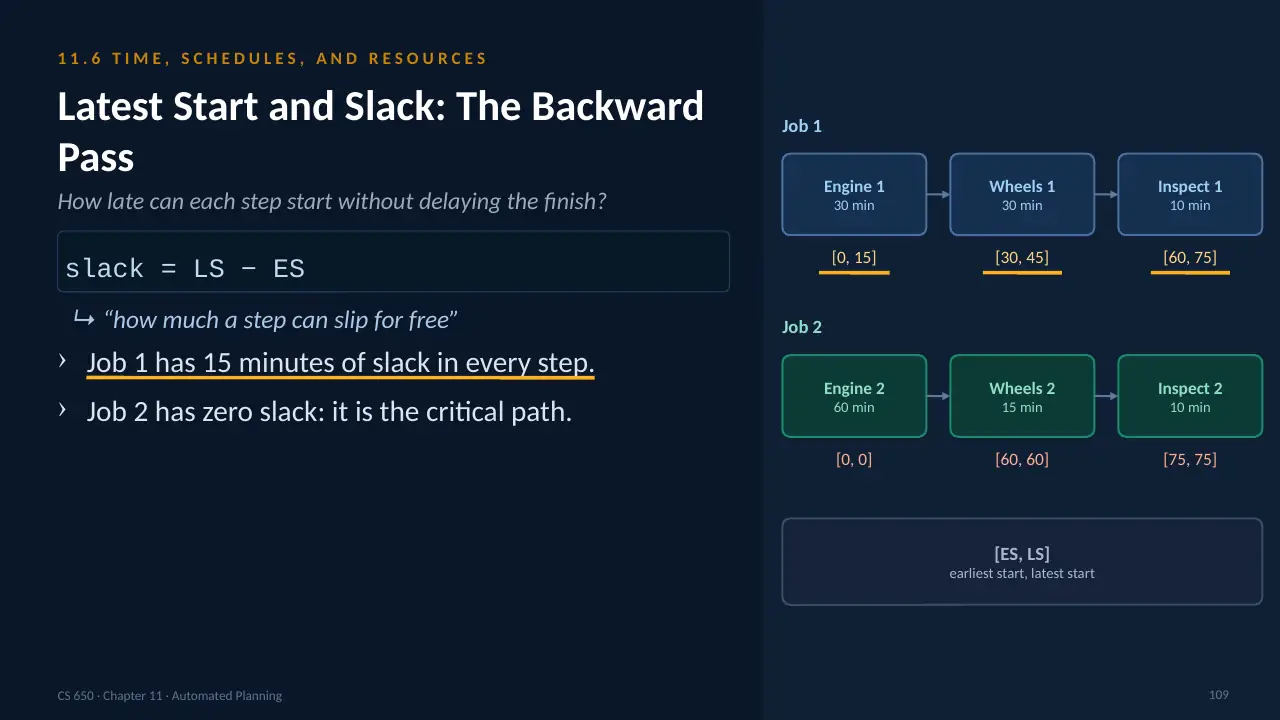 11.6 TIME, SCHEDULES, AND RESOURCES
Latest Start and Slack: The Backward
Pass
How late can each step start without delaying the finish?
slack = LS − ES
↪ “how much a step can slip for free”
› Job 1 has 15 minutes of slack in every step.
› Job 2 has zero slack: it is the critical path.
Job 1
Engine 1 Wheels 1 Inspect 1
30 min 30 min 10 min
[0, 15] [30, 45] [60, 75]
Job 2
Engine 2 Wheels 2 Inspect 2
60 min 15 min 10 min
[0, 0] [60, 60] [75, 75]
[ES, LS]
earliest start, latest start
CS 650 · Chapter 11 · Automated Planning
109